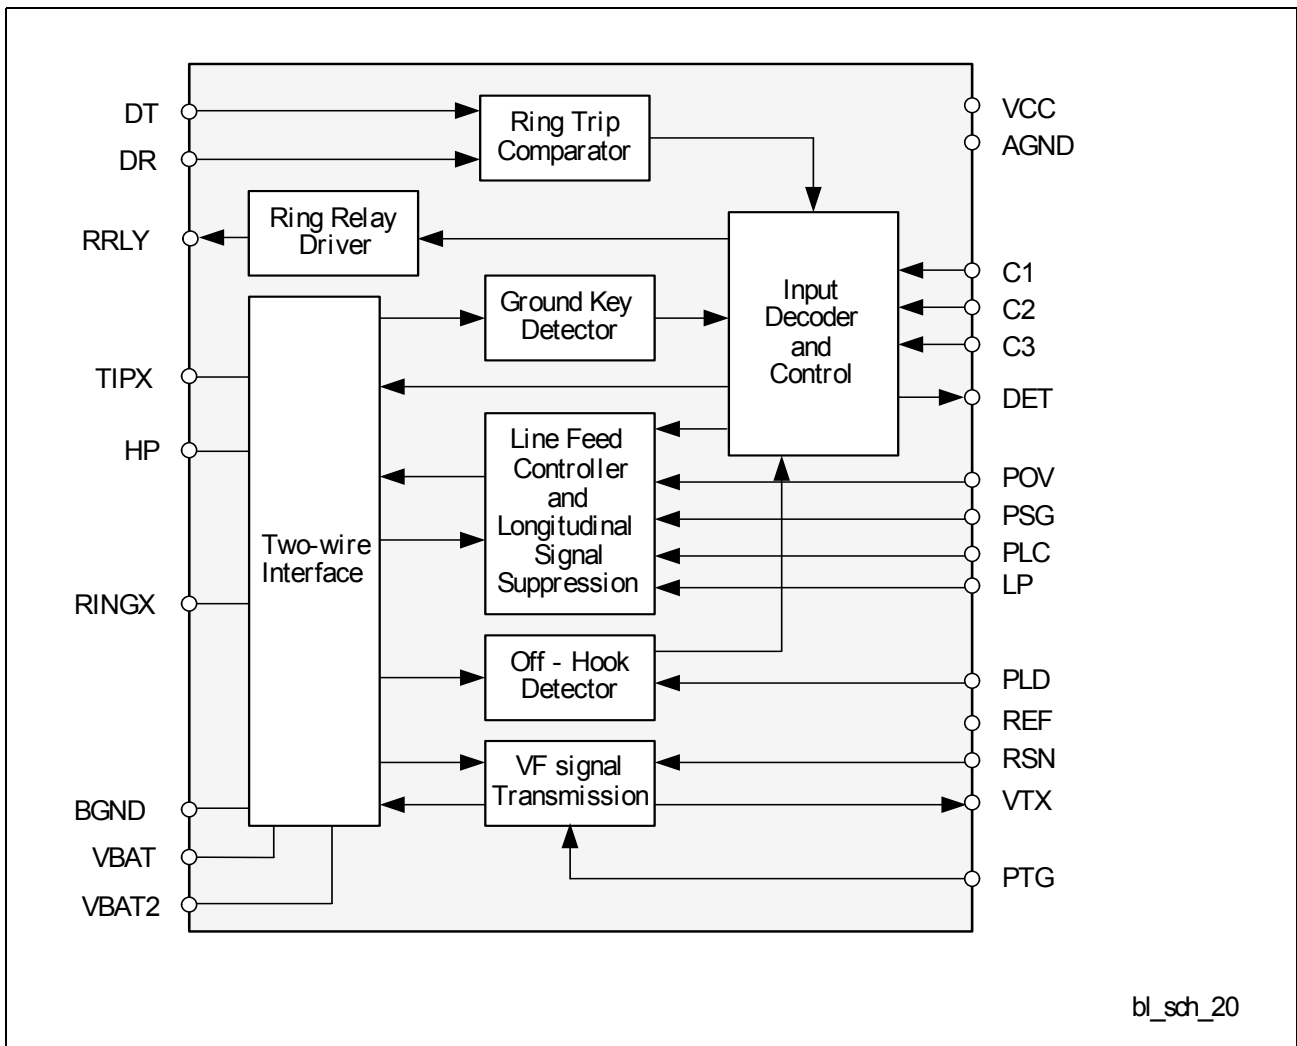 DT
DR
RRLY
TIPX
HP
RINGX
BGND
VBAT
VBAT2
Ring Trip
Comparator
Ring Relay
Driver
Ground Key
Detector
Two-wire
Interface
Line Feed
Controller
and
Longitudinal
Signal
Suppression
Off - Hook
Detector
VF signal
Transmission
Input
Decoder
and
Control
VCC
AGND
C1
C2
C3
DET
POV
PSG
PLC
LP
PLD
REF
RSN
VTX
PTG
bl_sch_20